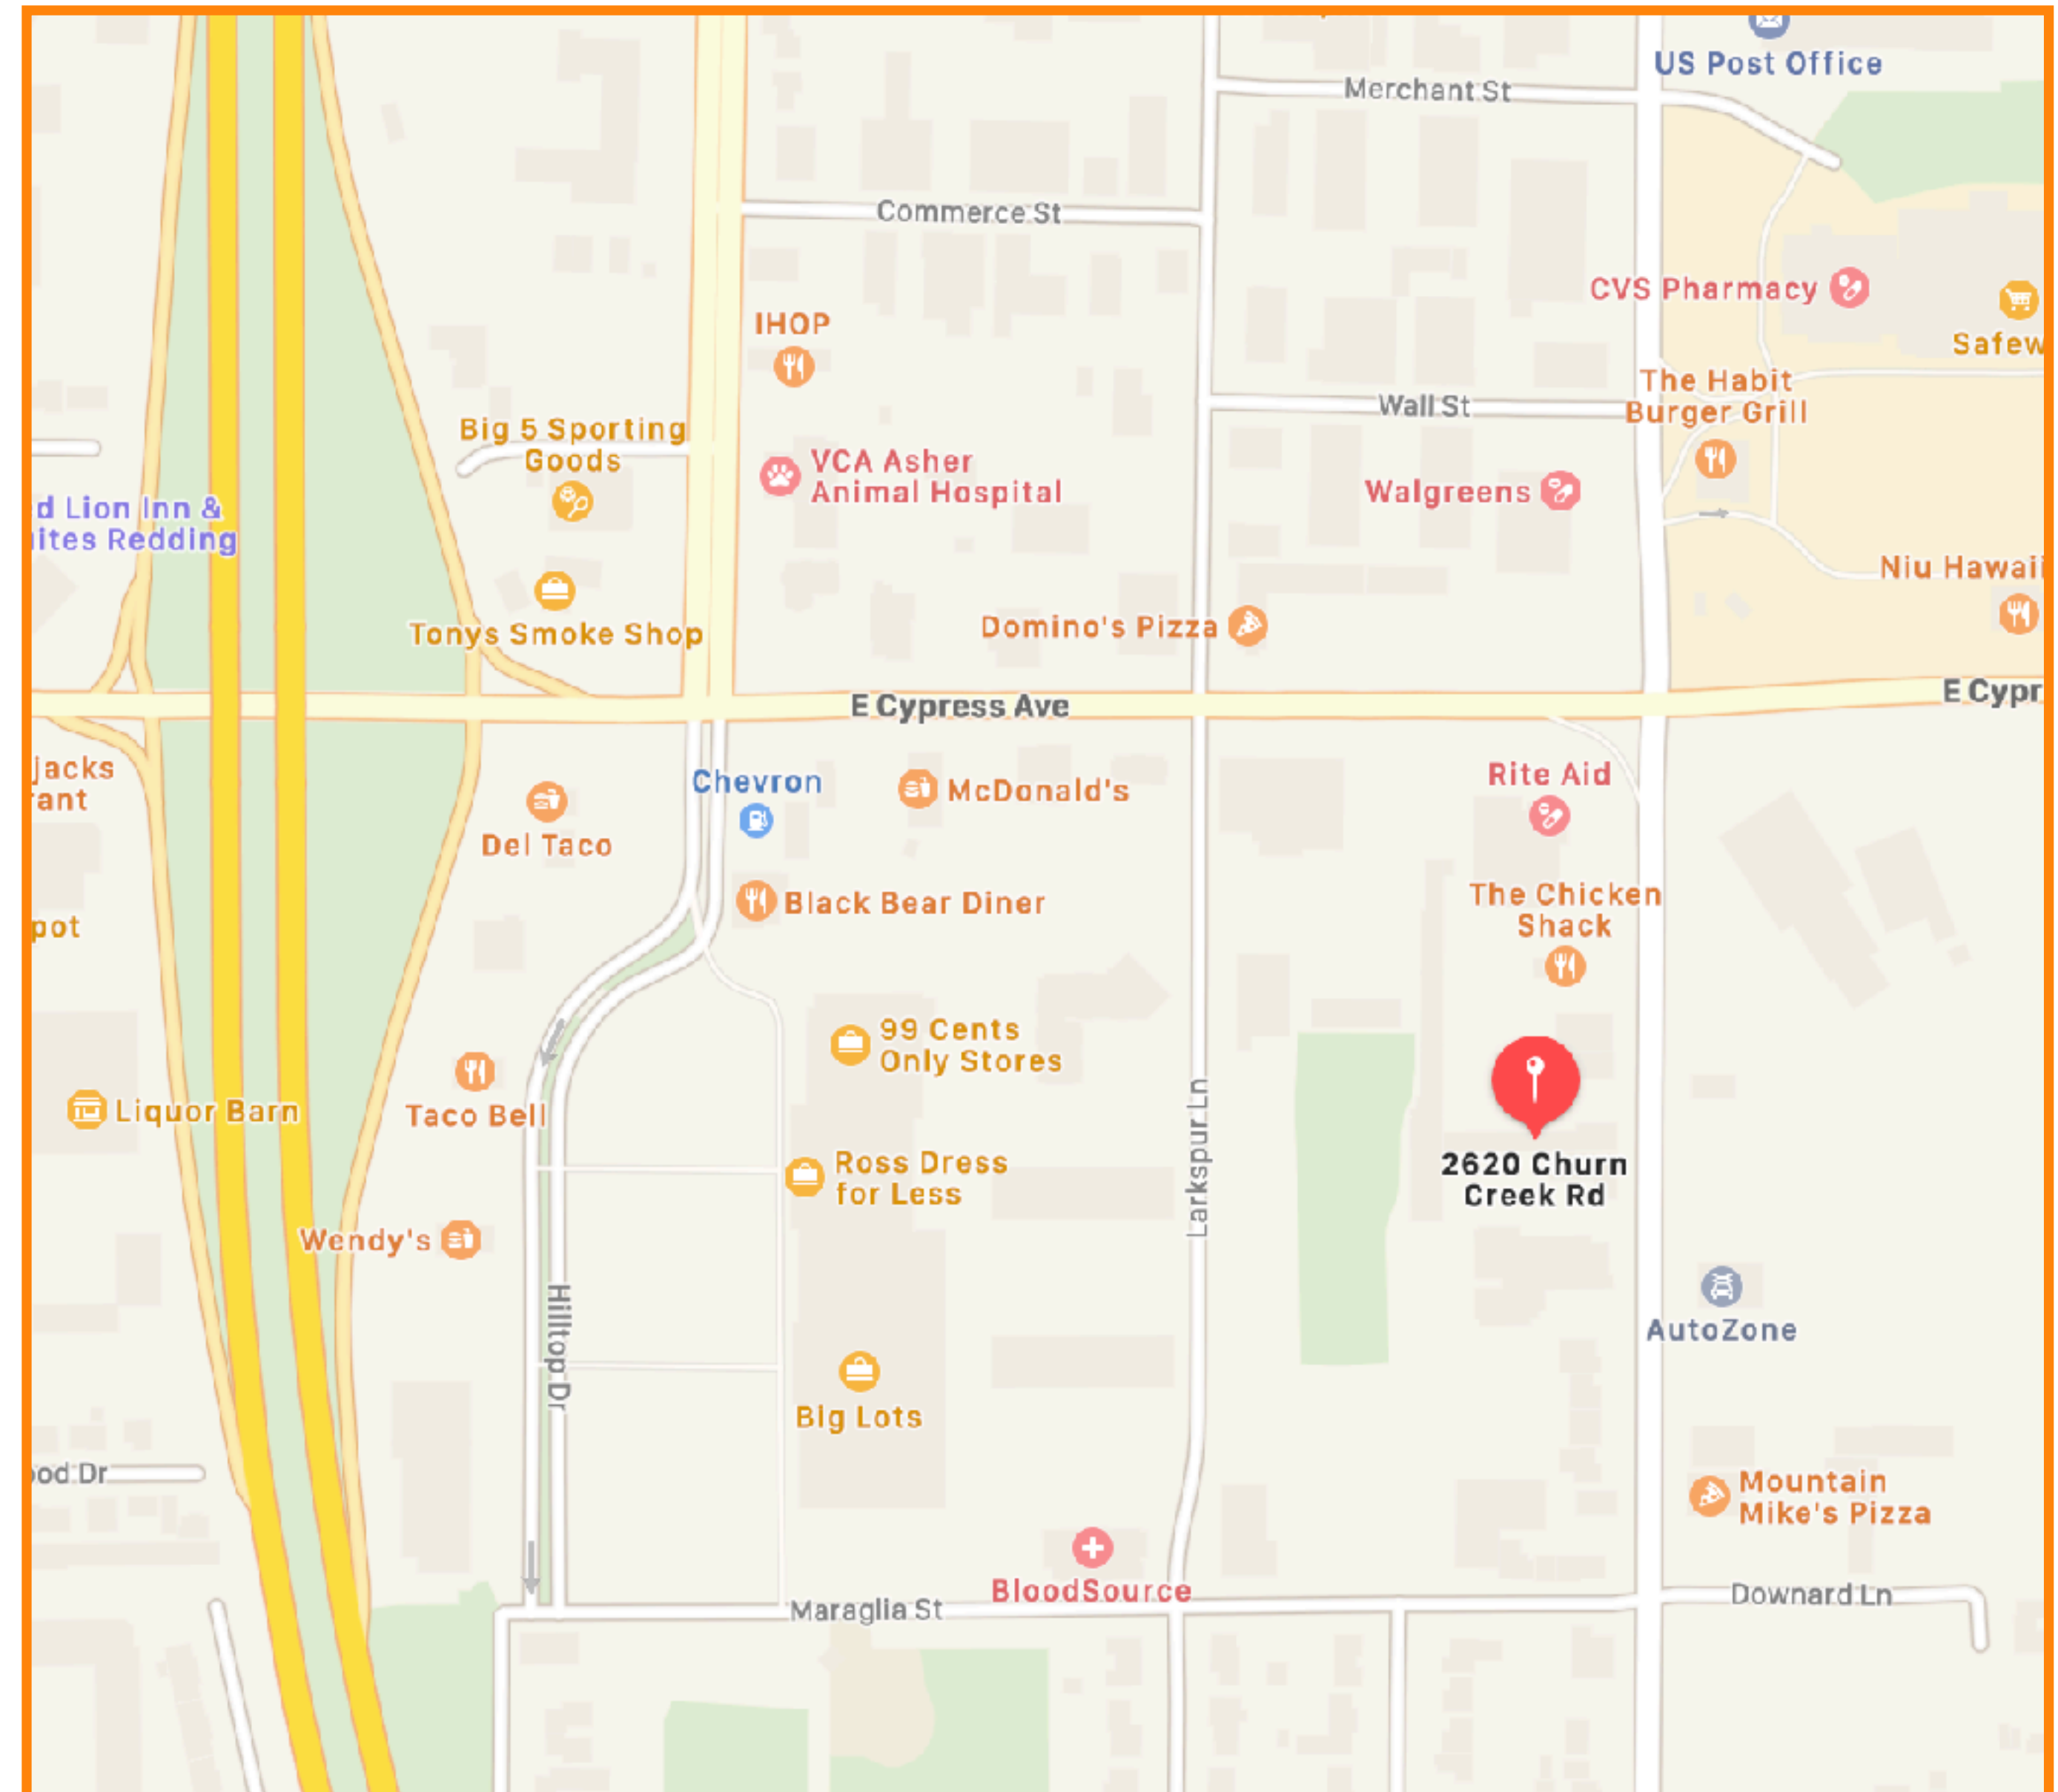 US Post Office
Merchant St
Commerce St
CVS Pharmacy
Safew
IHOP
The Habit
Burger Grill
Wall St
Big 5 Sporting
Goods
VCA Asher
Animal Hospital
Walgreens
d Lion Inn &
ites Redding
Niu Hawaii
Tonys Smoke Shop
Domino's Pizza
E Cypress Ave
E Cypr
jacks
rant
Chevron
McDonald's
Rite Aid
Del Taco
Black Bear Diner
The Chicken
Shack
pot
99 Cents
Only Stores
Liquor Barn
Taco Bell
Larkspur Ln
Ross Dress
for Less
2620 Churn
Creek Rd
Wendy's
Hilltop Dr
AutoZone
Big Lots
ood Dr
Mountain
Mike's Pizza
BloodSource
Maraglia St
Downard Ln